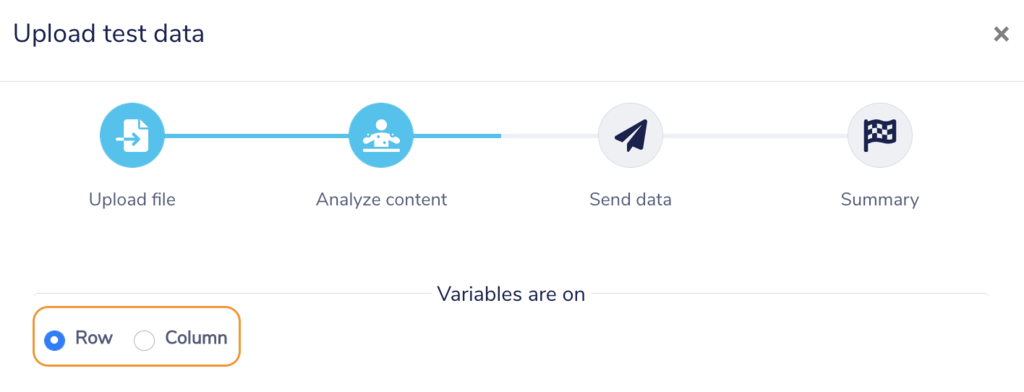 Upload test data
Upload file
Analyze content
Send data
Summary
Variables are on
Row
Column